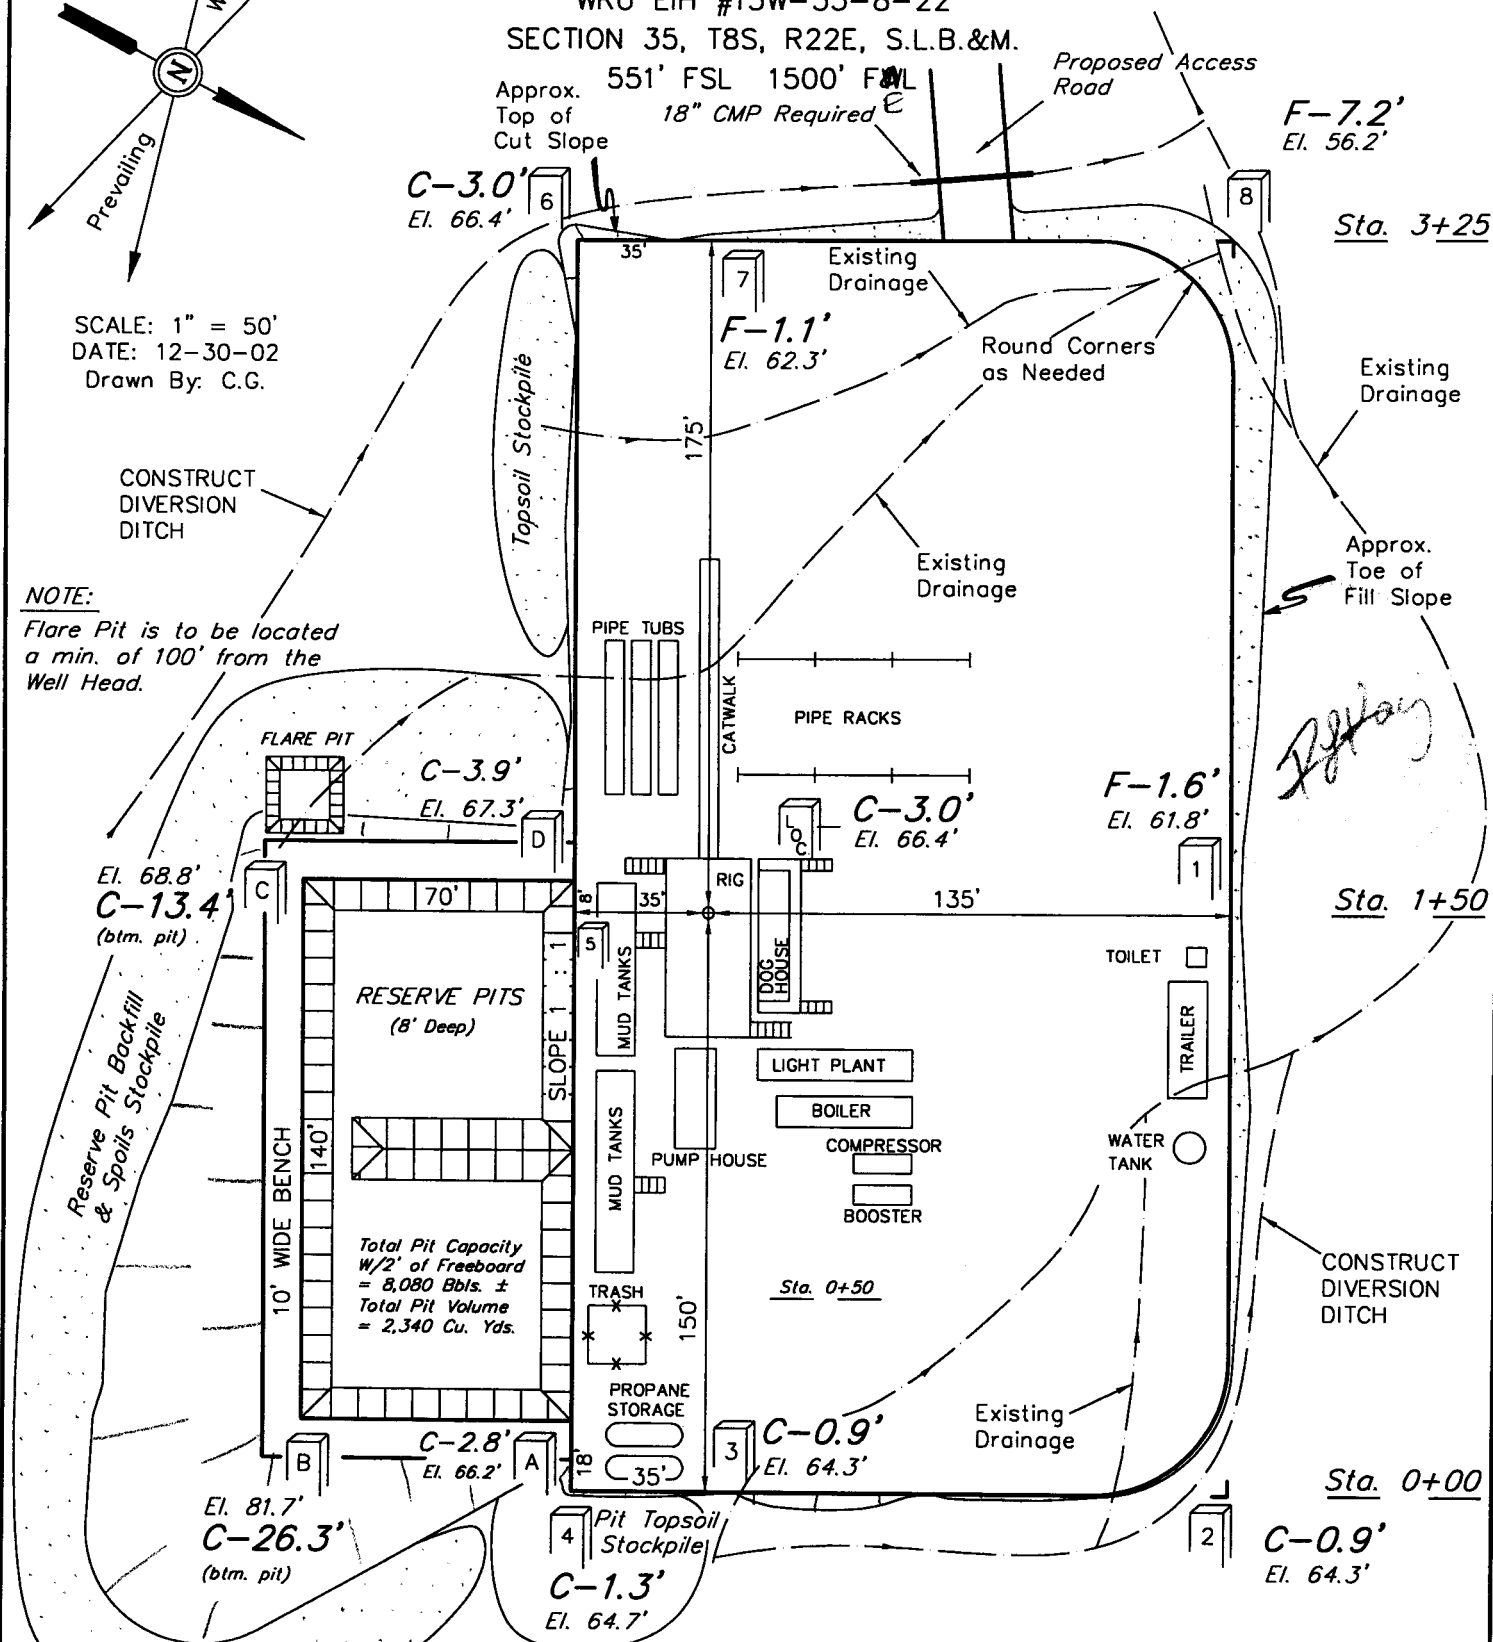 WRU EIH #15W-35-8-22
SECTION 35, T8S, R22E, S.L.B.&M.
551' FSL 1500' FWL
E
N
Prevailing
SCALE: 1" = 50'
DATE: 12-30-02
Drawn By: C.G.
Approx.
Top of
Cut Slope
18" CMP Required
Proposed Access
Road
F-7.2'
El. 56.2'
8
Sta. 3+25
C-3.0'
El. 66.4'
6
35'
7
F-1.1'
El. 62.3'
Existing
Drainage
Round Corners
as Needed
Existing
Drainage
Topsoil Stockpile
175'
CONSTRUCT
DIVERSION
DITCH
Existing
Drainage
Approx.
Toe of
Fill Slope
NOTE:
Flare Pit is to be located
a min. of 100' from the
Well Head.
PIPE TUBS
CATWALK
PIPE RACKS
FLARE PIT
C-3.9'
El. 67.3'
D
L
O
C.
C-3.0'
El. 66.4'
F-1.6'
El. 61.8'
1
El. 68.8'
C-13.4'
(btm. pit)
C
70'
8'
35'
RIG
135'
Sta. 1+50
5
MUD TANKS
DOG
HOUSE
TOILET
TRAILER
RESERVE PITS
(8' Deep)
SLOPE 1 : 1
Reserve Pit Backfill
& Spoils Stockpile
LIGHT PLANT
BOILER
COMPRESSOR
BOOSTER
PUMP HOUSE
MUD TANKS
WATER
TANK
10' WIDE BENCH
140'
Total Pit Capacity
W/2' of Freeboard
= 8,080 Bbls. ±
Total Pit Volume
= 2,340 Cu. Yds.
TRASH
150'
Sta. 0+50
CONSTRUCT
DIVERSION
DITCH
PROPANE
STORAGE
35'
18'
Existing
Drainage
B
C-2.8'
El. 66.2'
A
3
C-0.9'
El. 64.3'
Sta. 0+00
El. 81.7'
C-26.3'
(btm. pit)
4
Pit Topsoil
Stockpile
C-1.3'
El. 64.7'
2
C-0.9'
El. 64.3'